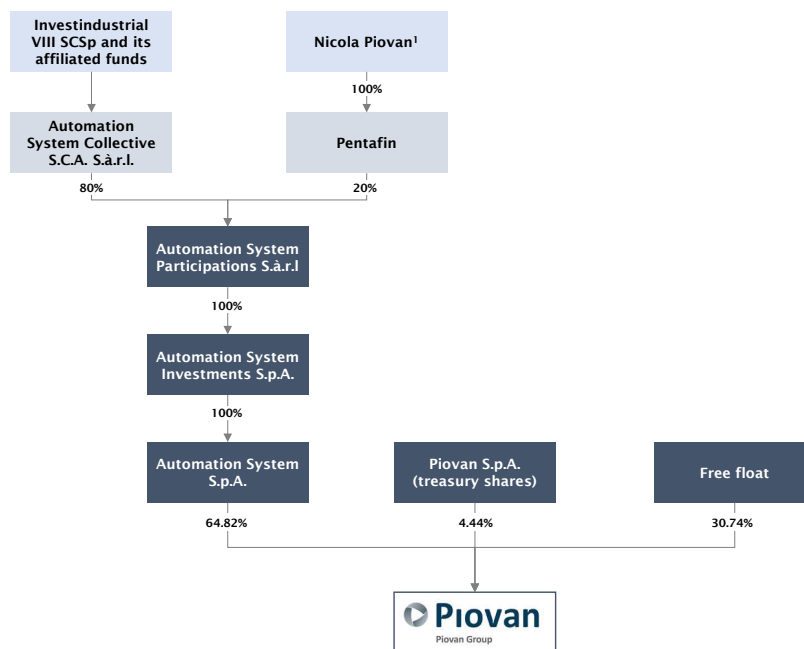 Investindustrial
VIII SCSp and its
affiliated funds
Nicola Piovan¹
100%
Automation
System Collective
S.C.A. S.à.r.l.
Pentafin
80%
20%
Automation System
Participations S.à.r.l
100%
Automation System
Investments S.p.A.
100%
Automation System
S.p.A.
Piovan S.p.A.
(treasury shares)
Free float
64.82%
4.44%
30.74%
Piovan
Piovan Group